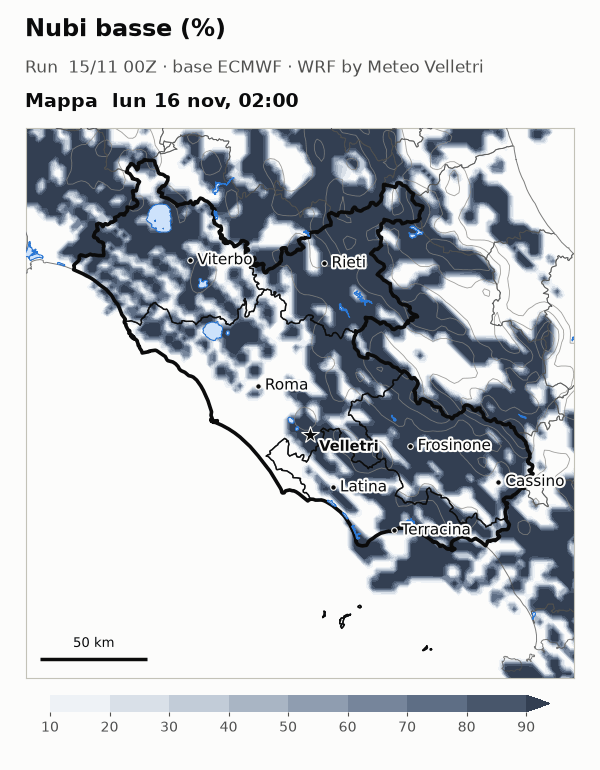 Nubi basse (%)
Run 15/11 00Z · base ECMWF · WRF by Meteo Velletri
Mappa lun 16 nov, 02:00
Viterbo
Rieti
Roma
Velletri
Frosinone
Cassino
Latina
Terracina
50 km
10 20 30 40 50 60 70 80 90